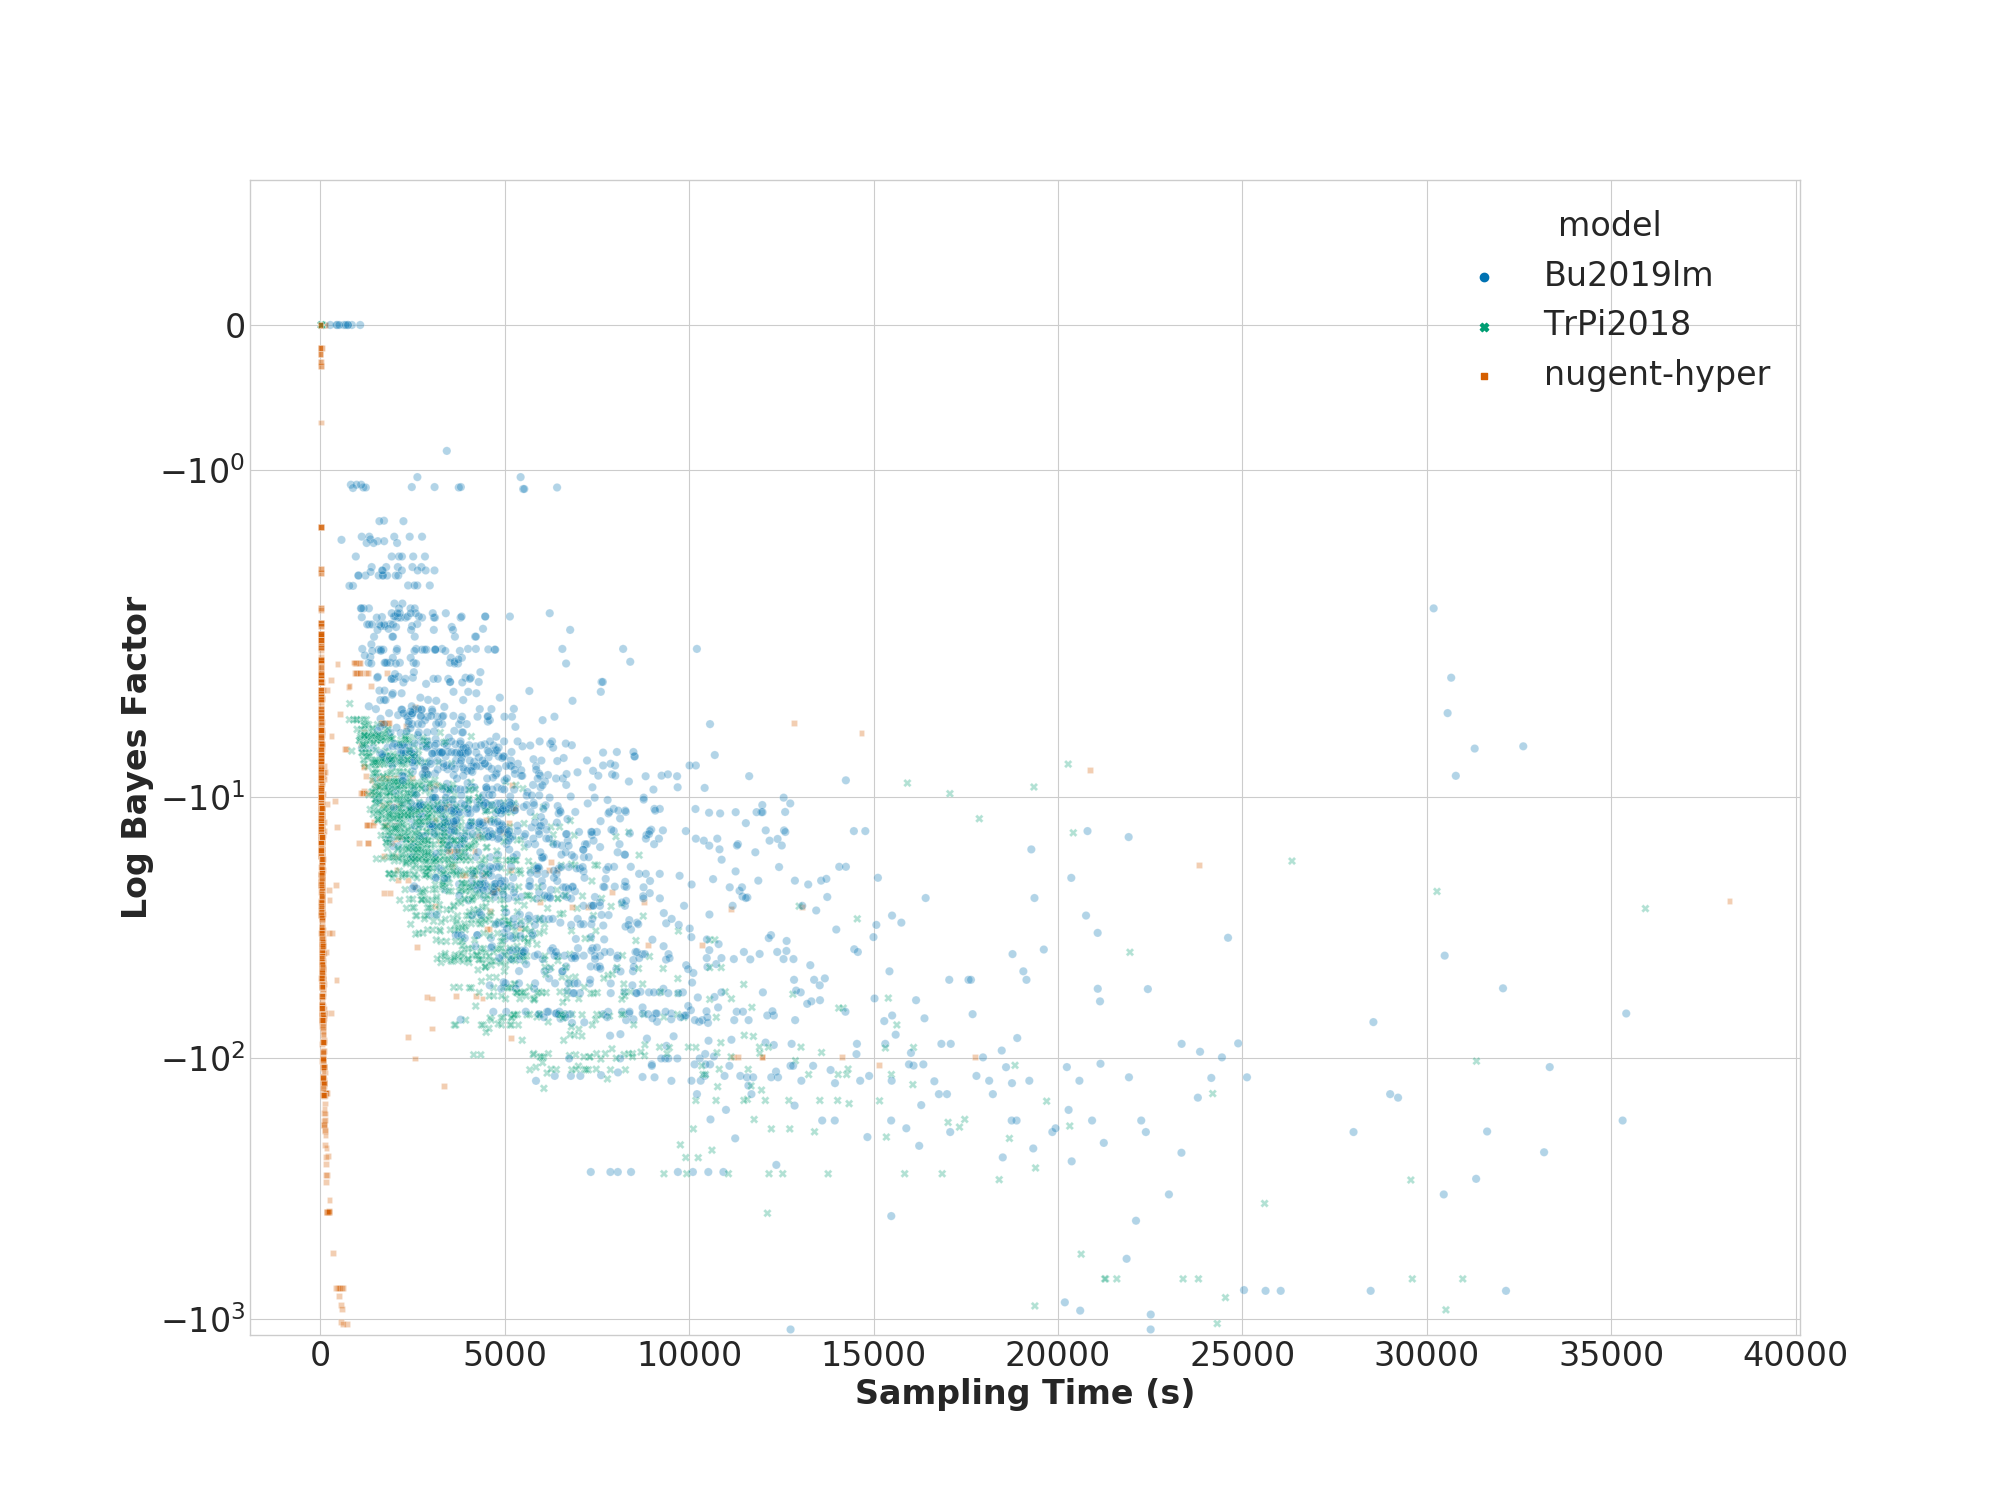 model
Bu2019lm
TrPi2018
nugent-hyper
0
−10⁰
−10¹
−10²
−10³
Log Bayes Factor
0 5000 10000 15000 20000 25000 30000 35000 40000
Sampling Time (s)